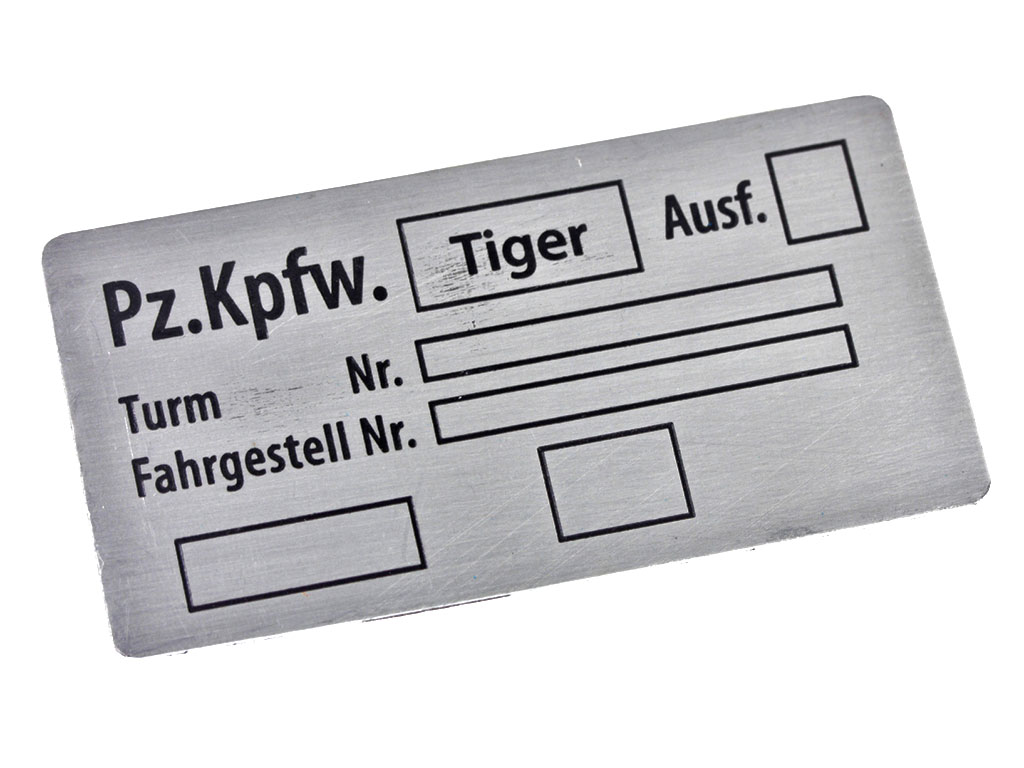 Pz.Kpfw. Tiger Ausf.
Turm Nr.
Fahrgestell Nr.